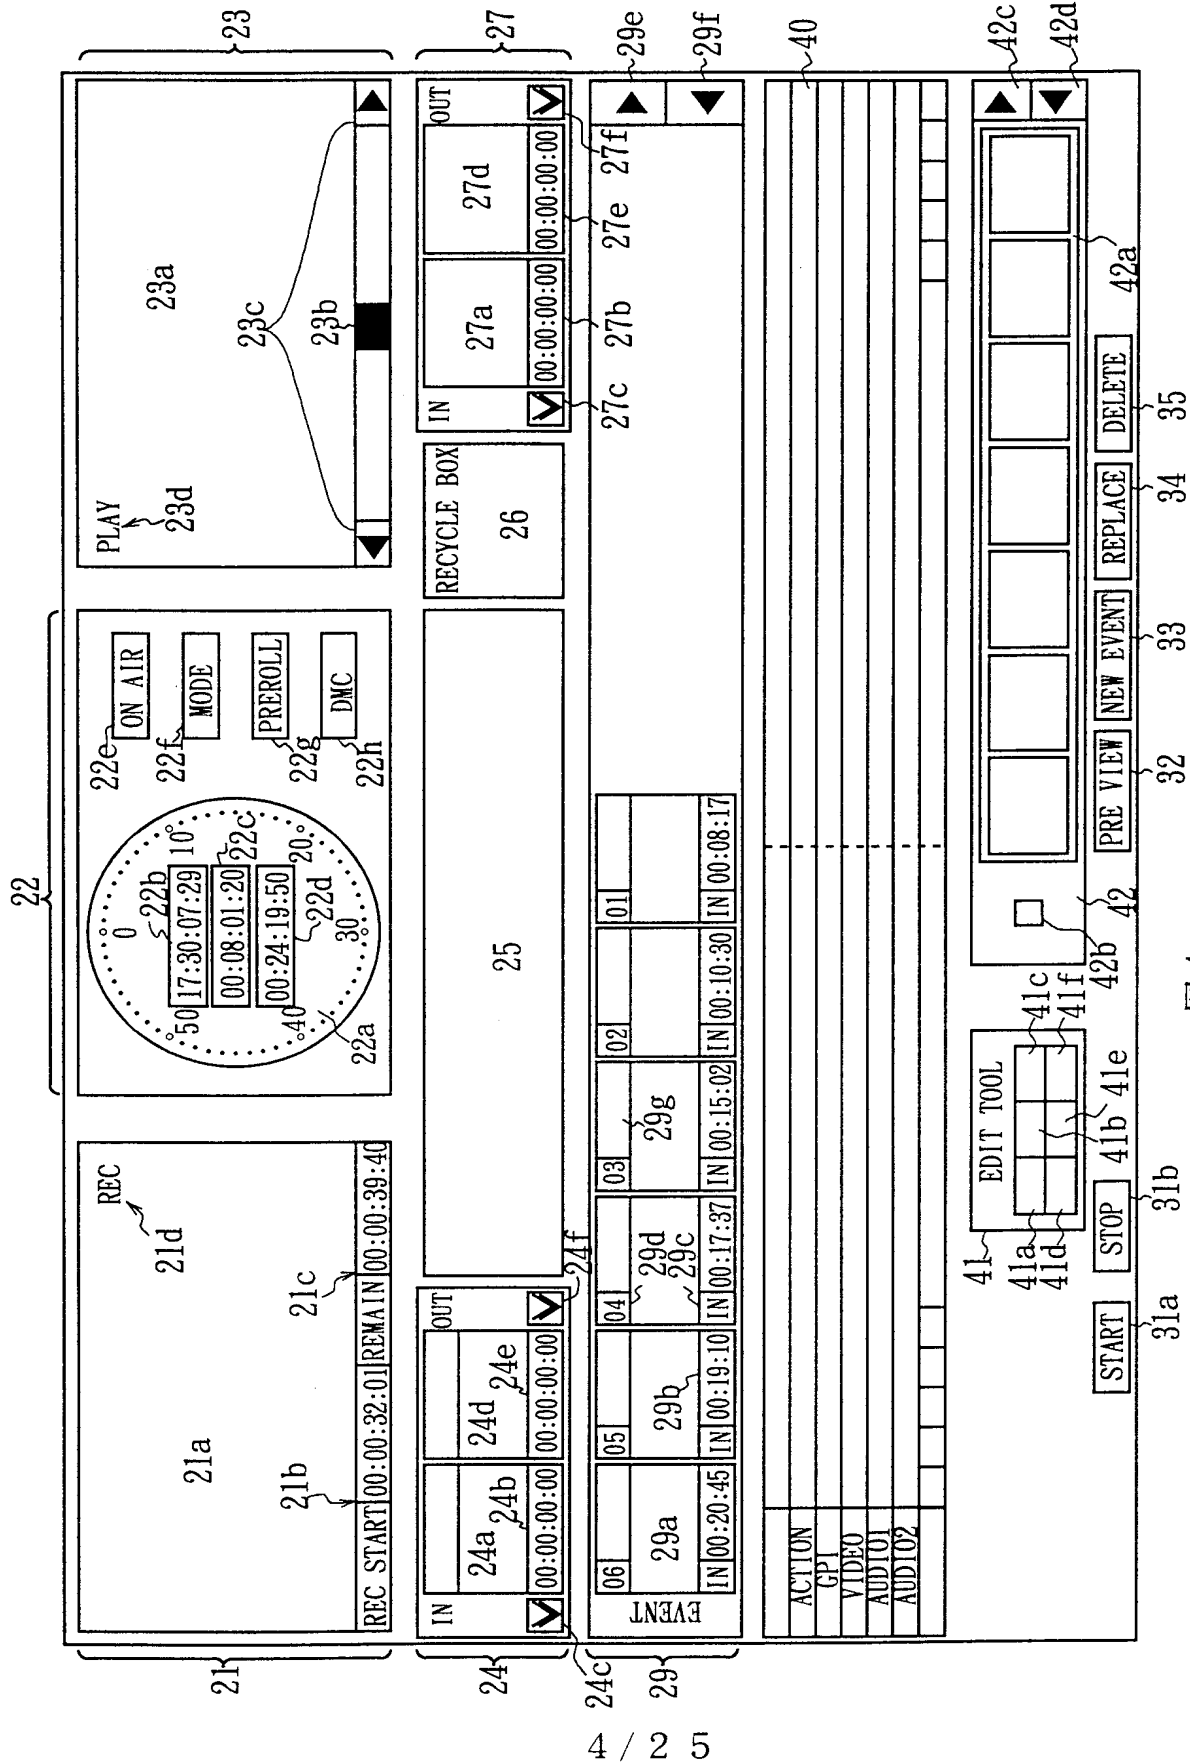 22
21
REC
21d
21a
21b
21c
REC START 00:00:32:01 REMAIN 00:00:39:40
0
10
20
30
40
50
22b
17:30:07:29
22c
00:08:01:20
00:24:19:50
22d
22a
22e
ON AIR
22f
MODE
22g
PREROLL
22h
DMC
23
PLAY
23d
23a
23c
23b
24
IN
24a
24b
00:00:00:00
24c
24d
24e
00:00:00:00
OUT
24f
25
RECYCLE BOX
26
27
IN
27a
00:00:00:00
27b
27c
27d
00:00:00:00
27e
OUT
27f
29
EVENT
06
29a
IN 00:20:45
05
29b
IN 00:19:10
04
29d
29c
IN 00:17:37
03
29g
IN 00:15:02
02
IN 00:10:30
01
IN 00:08:17
29e
29f
40
ACTION
GPI
VIDEO
AUDIO1
AUDIO2
41
EDIT TOOL
41a
41d
41b
41e
41c
41f
42
42b
42a
42c
42d
START
31a
STOP
31b
PRE VIEW
32
NEW EVENT
33
REPLACE
34
DELETE
35
4/25